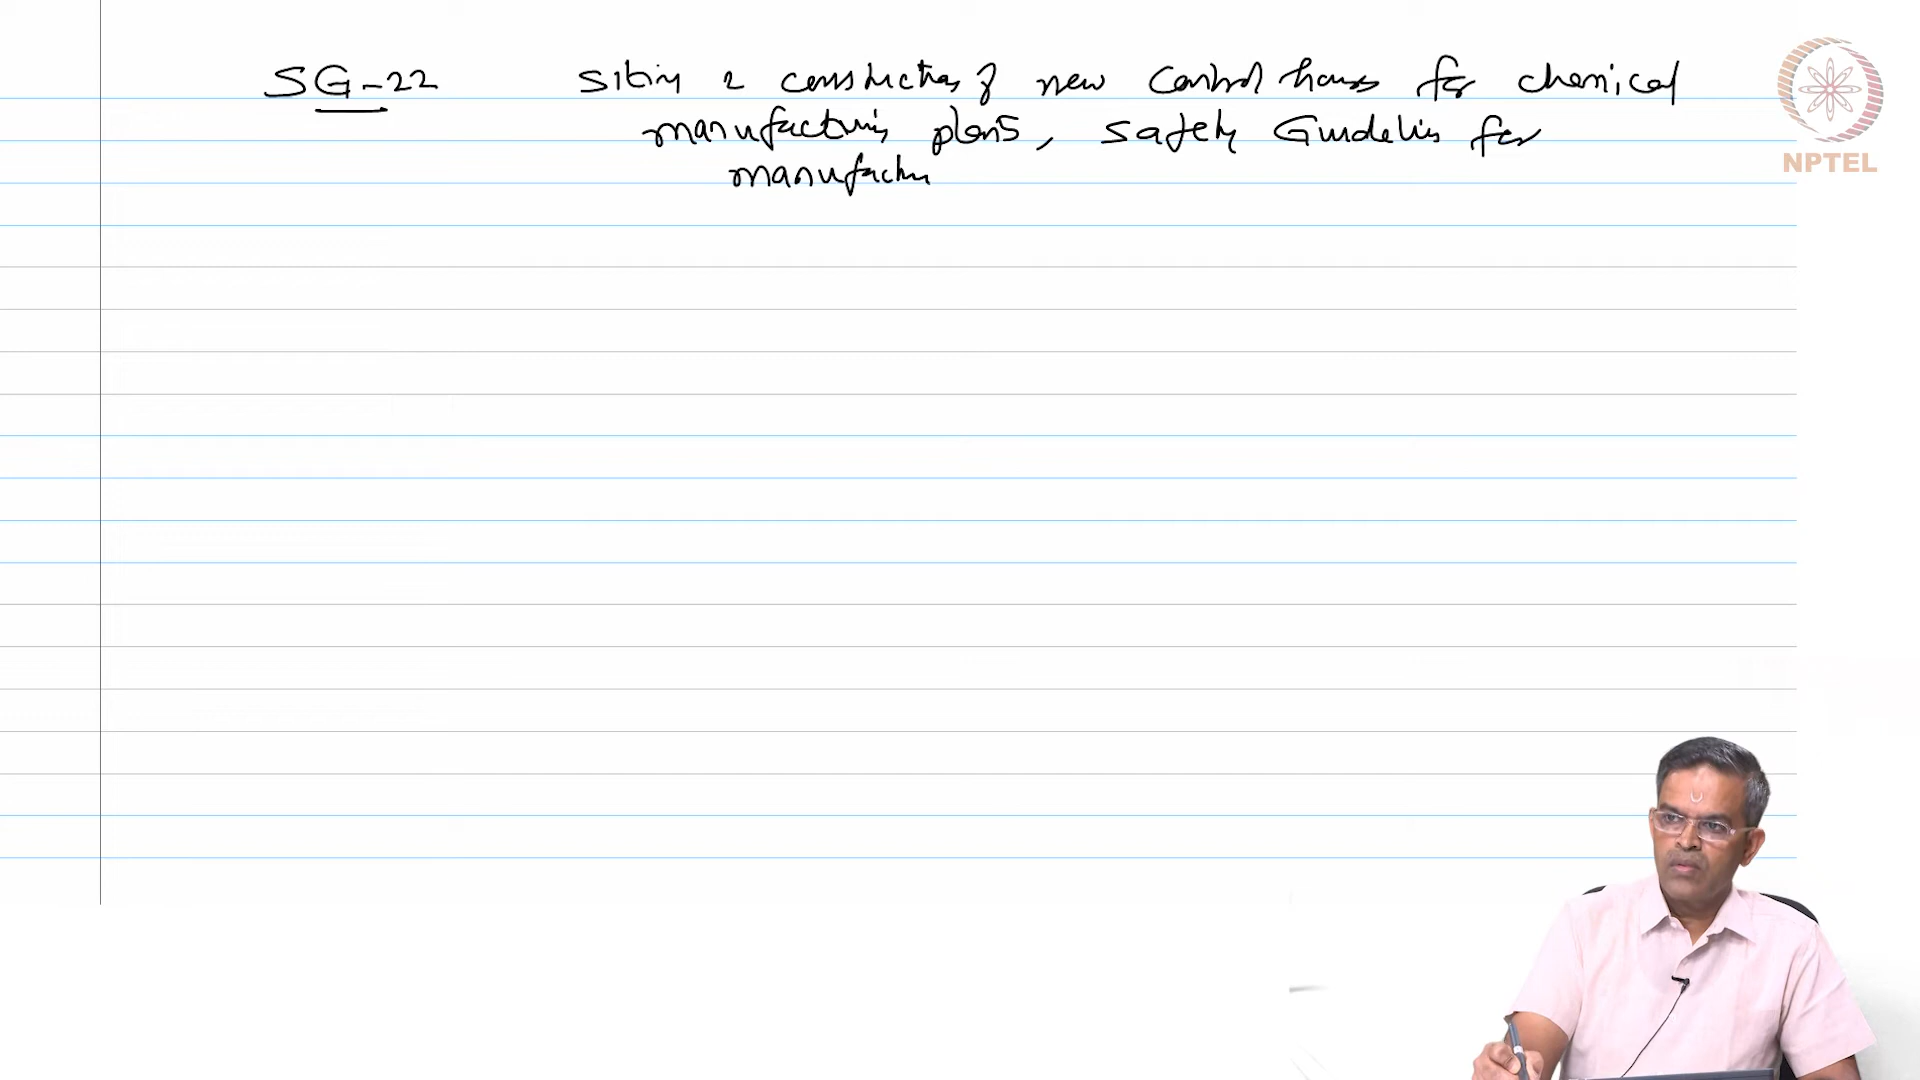 SG-22 Siting & construction of new Control houses for chemical
manufacturing plants, Safety Guidelines for
manufactur
NPTEL